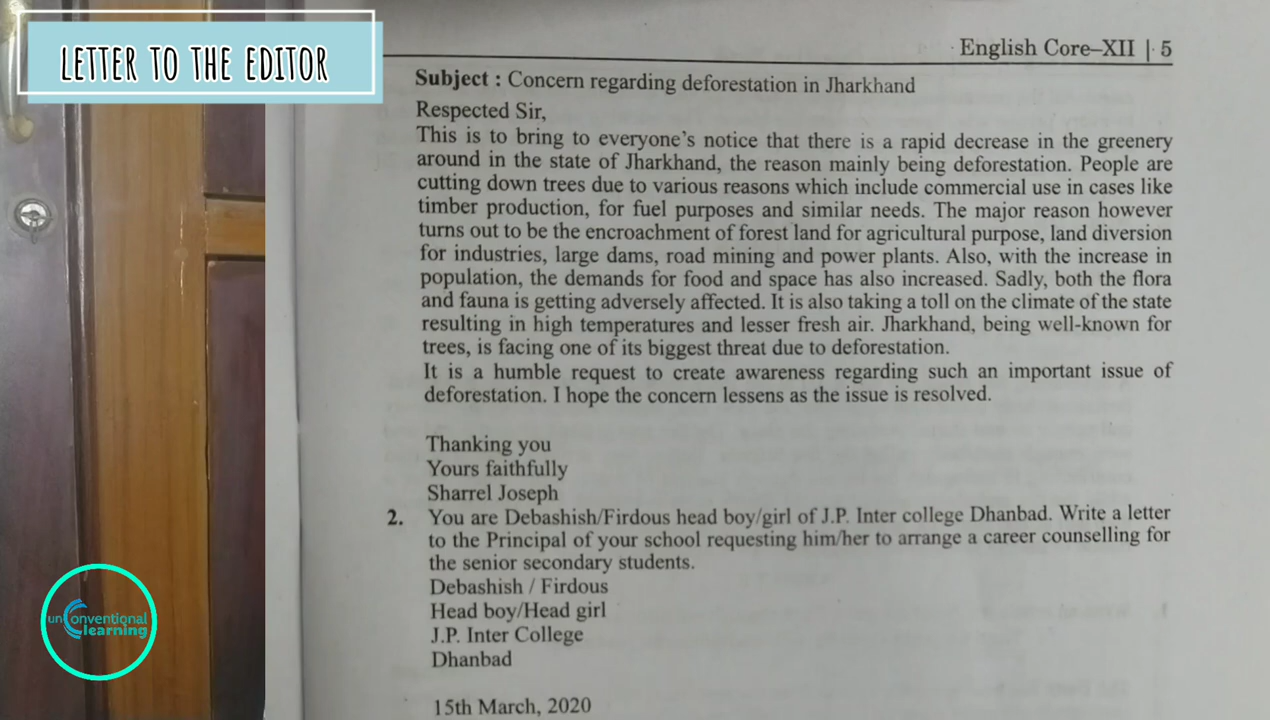 LETTER TO THE EDITOR
English Core–XII | 5
Subject : Concern regarding deforestation in Jharkhand
Respected Sir,
This is to bring to everyone's notice that there is a rapid decrease in the greenery
around in the state of Jharkhand, the reason mainly being deforestation. People are
cutting down trees due to various reasons which include commercial use in cases like
timber production, for fuel purposes and similar needs. The major reason however
turns out to be the encroachment of forest land for agricultural purpose, land diversion
for industries, large dams, road mining and power plants. Also, with the increase in
population, the demands for food and space has also increased. Sadly, both the flora
and fauna is getting adversely affected. It is also taking a toll on the climate of the state
resulting in high temperatures and lesser fresh air. Jharkhand, being well-known for
trees, is facing one of its biggest threat due to deforestation.
It is a humble request to create awareness regarding such an important issue of
deforestation. I hope the concern lessens as the issue is resolved.
Thanking you
Yours faithfully
Sharrel Joseph
2. You are Debashish/Firdous head boy/girl of J.P. Inter college Dhanbad. Write a letter
to the Principal of your school requesting him/her to arrange a career counselling for
the senior secondary students.
Debashish / Firdous
Head boy/Head girl
J.P. Inter College
Dhanbad
15th March, 2020
unConventional
learning